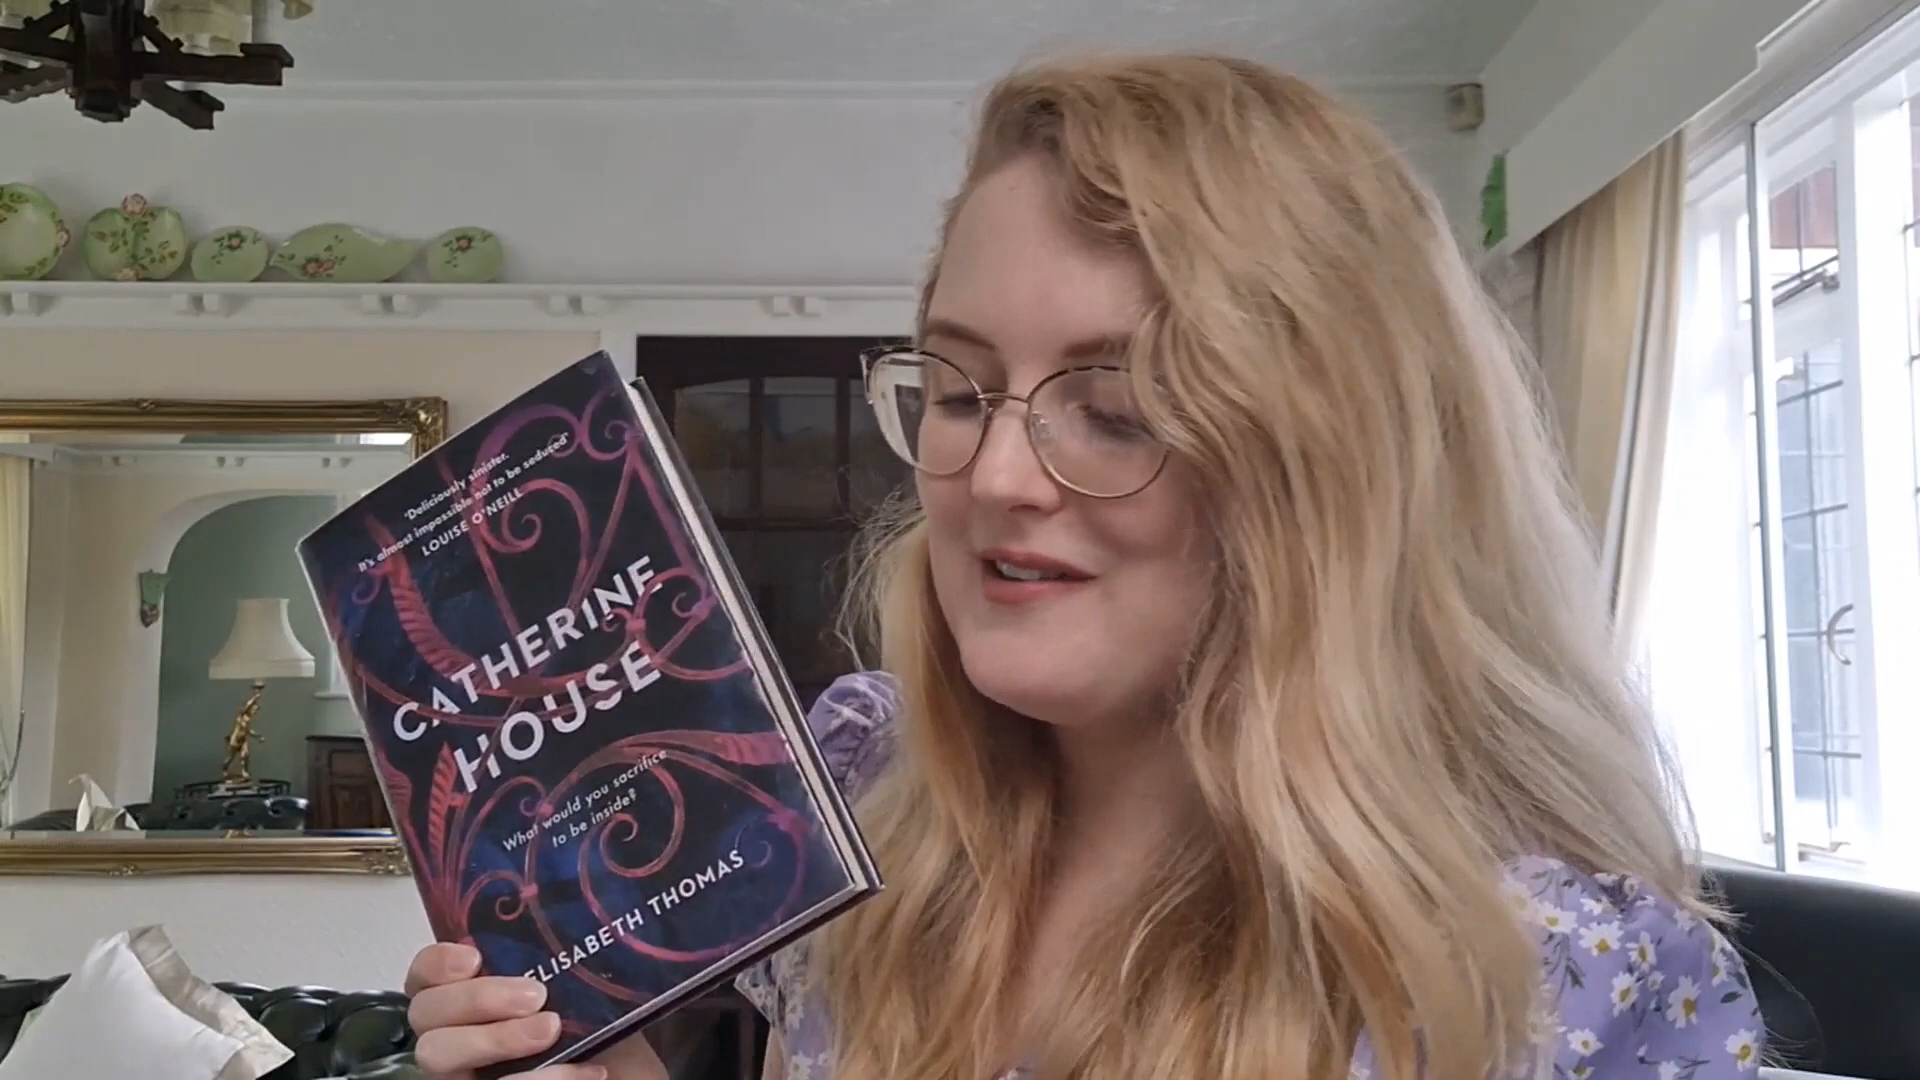 'Deliciously sinister.
It's almost impossible not to be seduced'
LOUISE O'NEILL
CATHERINE
HOUSE
What would you sacrifice
to be inside?
ELISABETH THOMAS